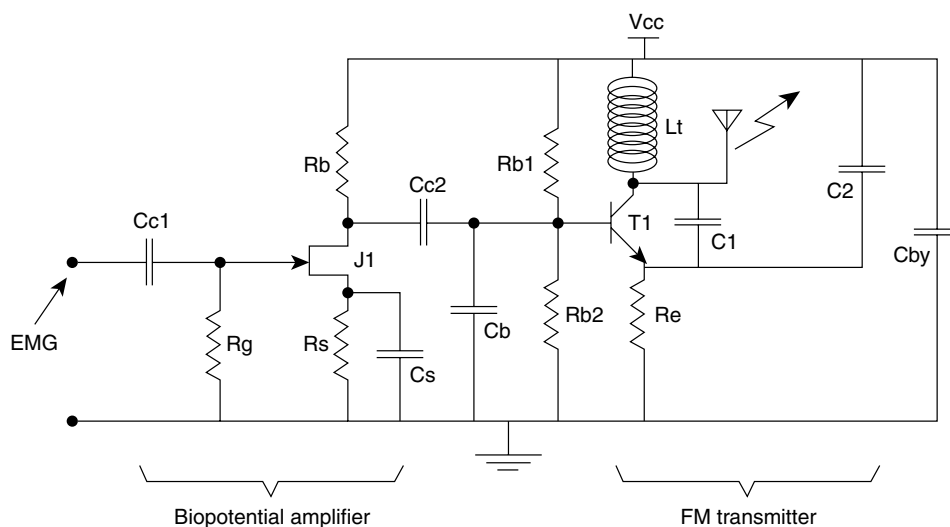 Vcc
Rb
Cc2
Rb1
Lt
C2
Cc1
J1
T1
C1
Cby
EMG
Rg
Rs
Cs
Cb
Rb2
Re
Biopotential amplifier
FM transmitter